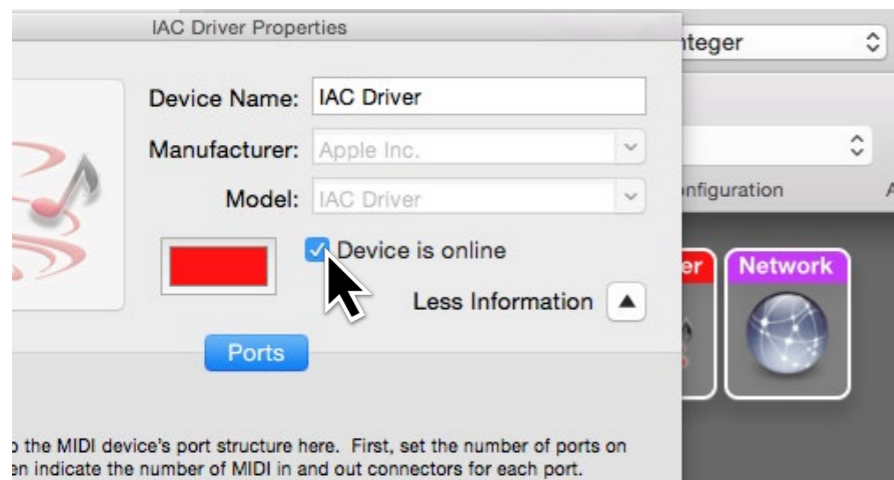 IAC Driver Properties
nteger
Device Name: IAC Driver
Manufacturer: Apple Inc.
nfiguration
Model: IAC Driver
Device is online
er
Network
Less Information
Ports
the MIDI device's port structure here. First, set the number of ports on
en indicate the number of MIDI in and out connectors for each port.